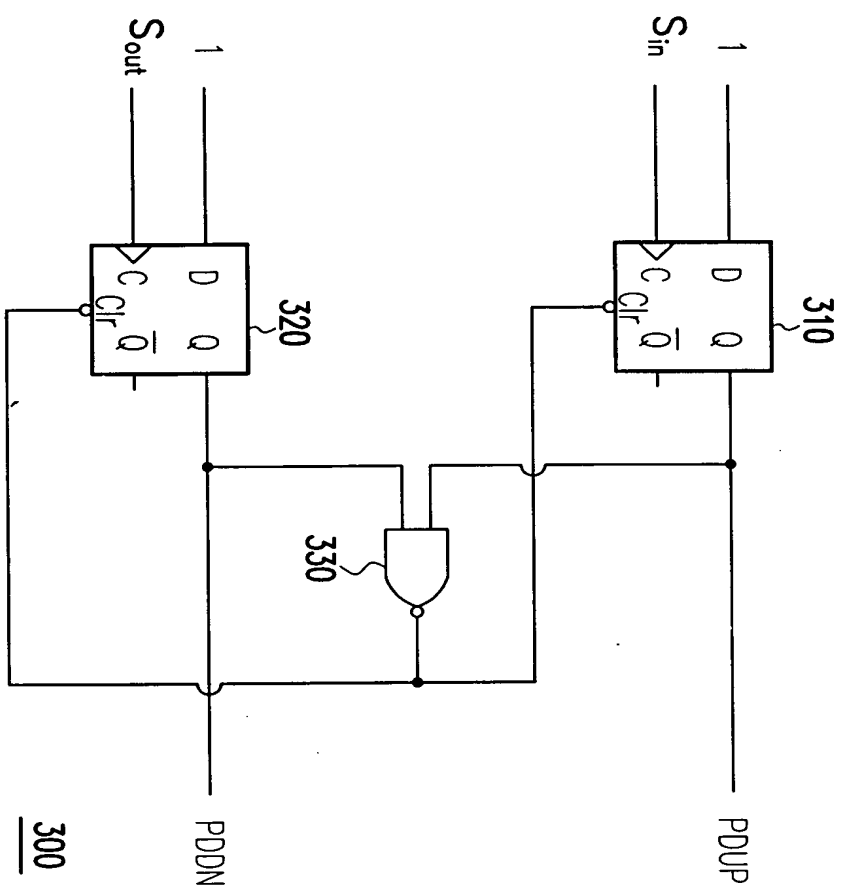 1
S_in
D
Q
C
Q̅
Clr
310
PDUP
330
1
S_out
D
Q
C
Q̅
Clr
320
PDDN
300